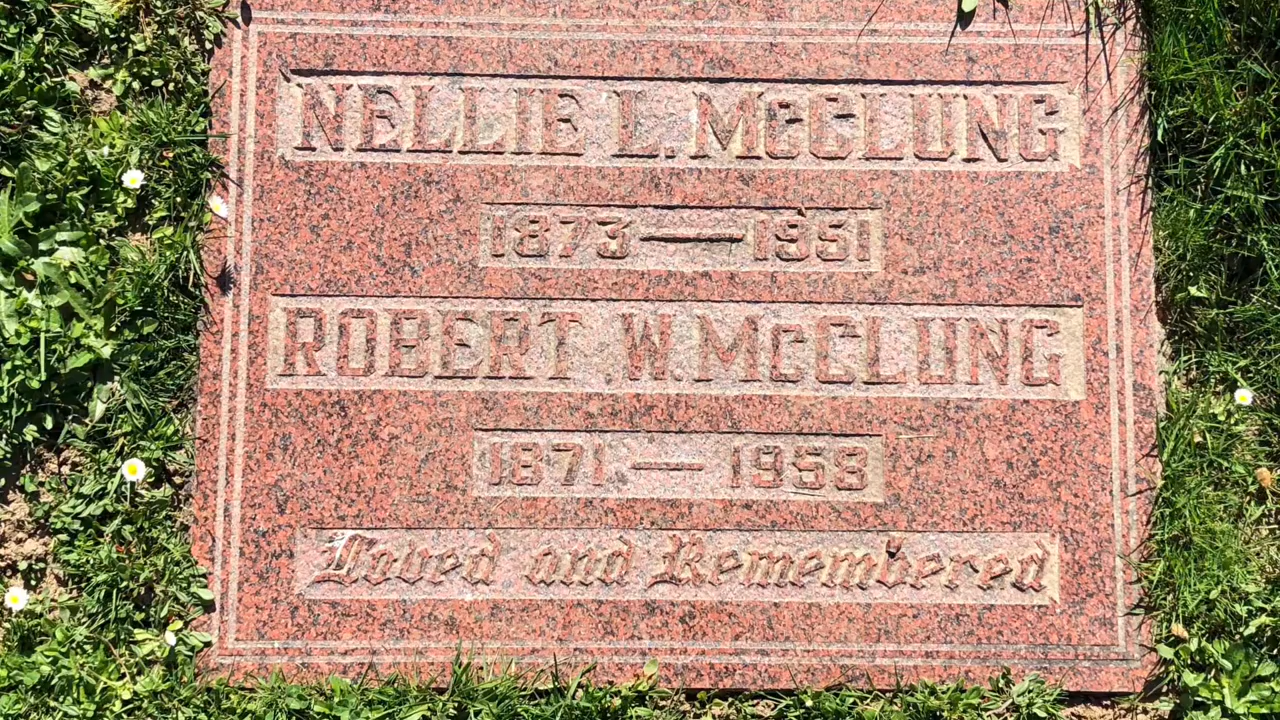 NELLIE L. McCLUNG
1873 — 1951
ROBERT W. McCLUNG
1871 — 1958
Loved and Remembered